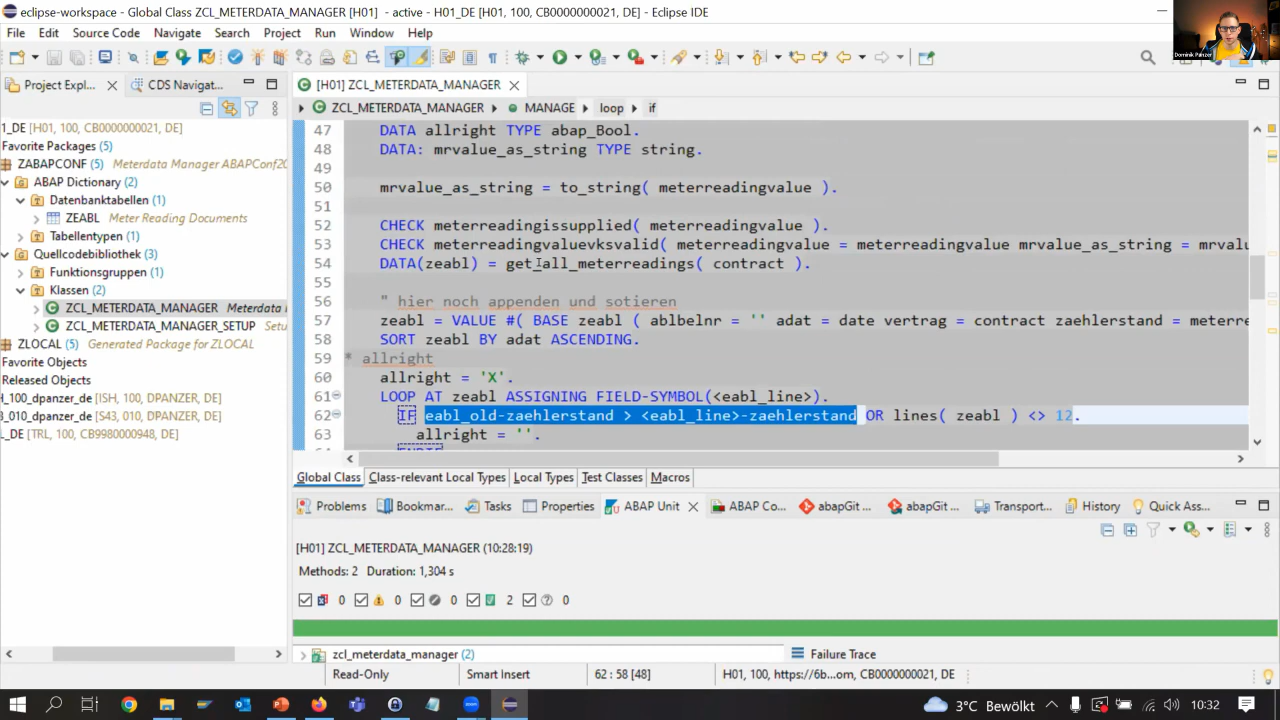 eclipse-workspace - Global Class ZCL_METERDATA_MANAGER [H01] - active - H01_DE [H01, 100, CB0000000021, DE] - Eclipse IDE
Dominik Panzer
File Edit Source Code Navigate Search Project Run Window Help
Project Expl... CDS Navigat...
[H01] ZCL_METERDATA_MANAGER
ZCL_METERDATA_MANAGER MANAGE loop if
1_DE [H01, 100, CB0000000021, DE]
Favorite Packages (5)
ZABAPCONF (5) Meterdata Manager ABAPConf20
ABAP Dictionary (2)
Datenbanktabellen (1)
ZEABL Meter Reading Documents
Tabellentypen (1)
Quellcodebibliothek (3)
Funktionsgruppen (1)
Klassen (2)
ZCL_METERDATA_MANAGER Meterdata
ZCL_METERDATA_MANAGER_SETUP Setu
ZLOCAL (5) Generated Package for ZLOCAL
Favorite Objects
Released Objects
H_100_dpanzer_de [ISH, 100, DPANZER, DE]
3_010_dpanzer_de [S43, 010, DPANZER, DE]
L_DE [TRL, 100, CB9980000948, DE]
47 DATA allright TYPE abap_Bool.
48 DATA: mrvalue_as_string TYPE string.
49
50 mrvalue_as_string = to_string( meterreadingvalue ).
51
52 CHECK meterreadingissupplied( meterreadingvalue ).
53 CHECK meterreadingvaluevksvalid( meterreadingvalue = meterreadingvalue mrvalue_as_string = mrvalu
54 DATA(zeabl) = get_all_meterreadings( contract ).
55
56 " hier noch appenden und sotieren
57 zeabl = VALUE #( BASE zeabl ( ablbelnr = '' adat = date vertrag = contract zaehlerstand = meterre
58 SORT zeabl BY adat ASCENDING.
59 * allright
60 allright = 'X'.
61 LOOP AT zeabl ASSIGNING FIELD-SYMBOL(<eabl_line>).
62 IF eabl_old-zaehlerstand > <eabl_line>-zaehlerstand OR lines( zeabl ) <> 12.
63 allright = ''.
ENDIF
Global Class Class-relevant Local Types Local Types Test Classes Macros
Problems Bookmar... Tasks Properties ABAP Unit ABAP Co... abapGit ... abapGit ... Transport... History Quick Ass...
[H01] ZCL_METERDATA_MANAGER (10:28:19)
Methods: 2 Duration: 1,304 s
0 0 0 2 0
zcl_meterdata_manager (2) Failure Trace
Read-Only Smart Insert 62 : 58 [48] H01, 100, https://6b...om, CB0000000021, DE
3°C Bewölkt 10:32